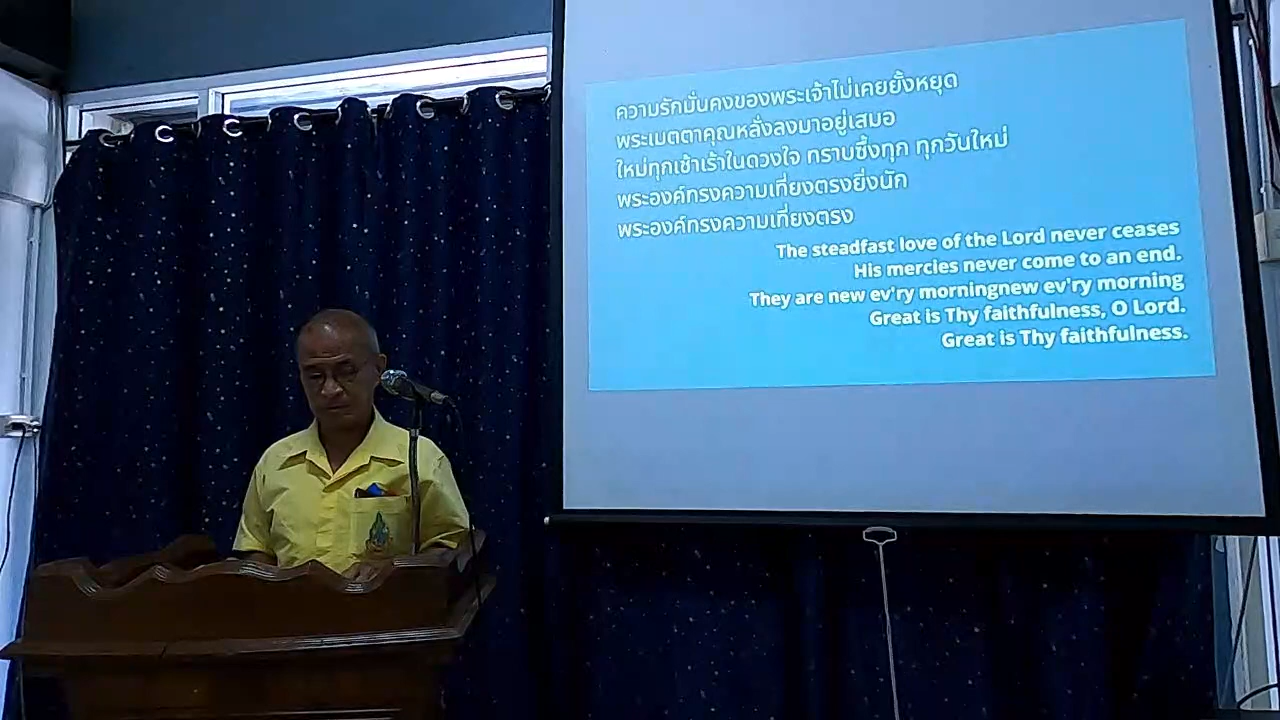 ความรักมั่นคงของพระเจ้าไม่เคยยั้งหยุด
พระเมตตาคุณหลั่งลงมาอยู่เสมอ
ใหม่ทุกเช้าเร้าในดวงใจ ทราบซึ้งทุก ทุกวันใหม่
พระองค์ทรงความเที่ยงตรงยิ่งนัก
พระองค์ทรงความเที่ยงตรง
The steadfast love of the Lord never ceases
His mercies never come to an end.
They are new ev'ry morningnew ev'ry morning
Great is Thy faithfulness, O Lord.
Great is Thy faithfulness.